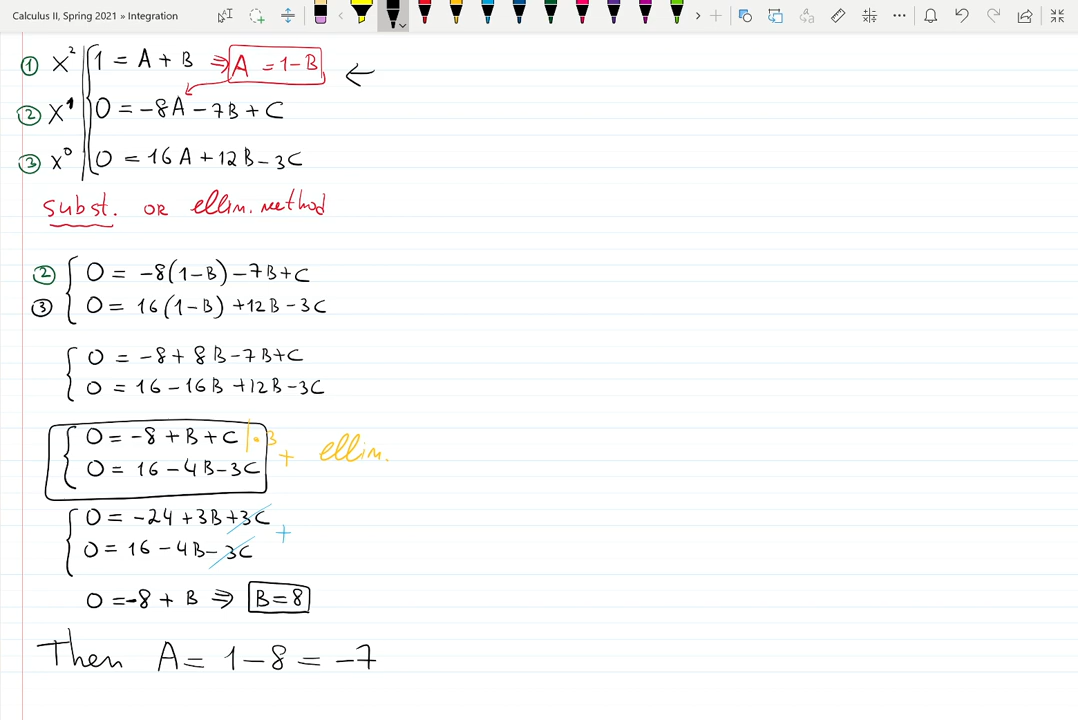 Calculus II, Spring 2021 » Integration
① x² | 1 = A + B ⇒ A = 1 - B ←
② x¹ | 0 = -8A - 7B + C
③ x⁰ | 0 = 16A + 12B - 3C
subst. OR ellim. method
② { 0 = -8(1-B) - 7B + C
③ { 0 = 16(1-B) + 12B - 3C
{ 0 = -8 + 8B - 7B + C
{ 0 = 16 - 16B + 12B - 3C
{ 0 = -8 + B + C | · 3
{ 0 = 16 - 4B - 3C + ellim.
{ 0 = -24 + 3B + 3C
{ 0 = 16 - 4B - 3C +
0 = -8 + B ⇒ B = 8
Then A = 1 - 8 = -7